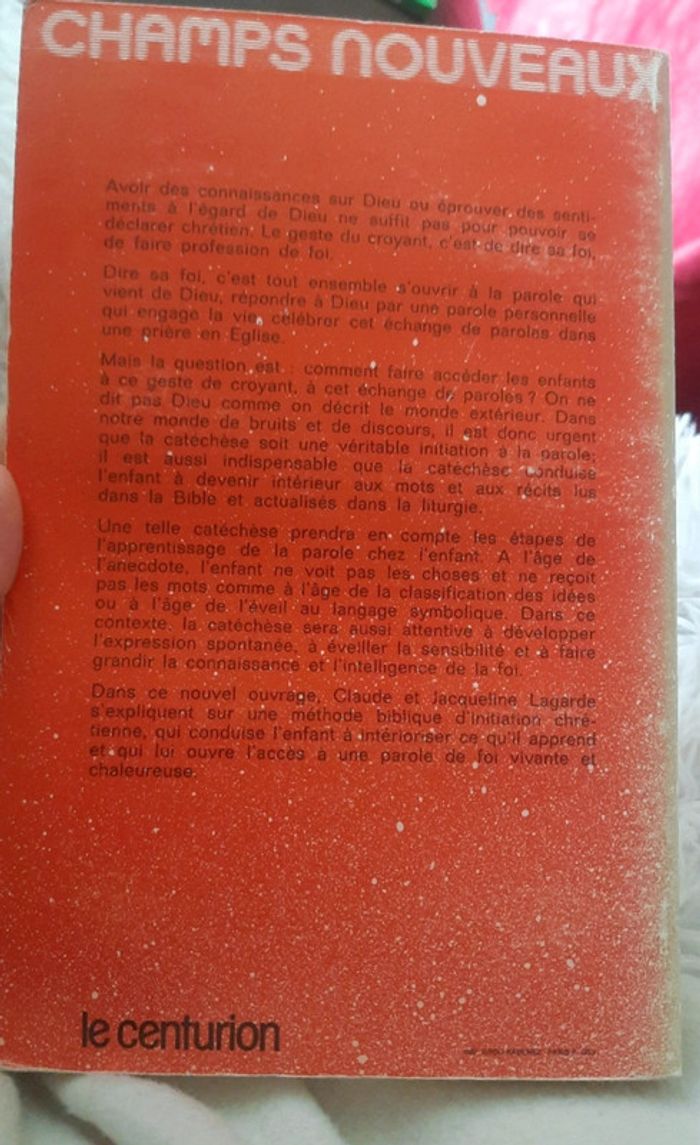 CHAMPS NOUVEAUX
Avoir des connaissances sur Dieu ou éprouver des senti-
ments à l'égard de Dieu ne suffit pas pour pouvoir se
déclarer chrétien. Le geste du croyant, c'est de dire sa foi,
de faire profession de foi.
Dire sa foi, c'est tout ensemble s'ouvrir à la parole qui
vient de Dieu, répondre à Dieu par une parole personnelle
qui engage la vie, célébrer cet échange de paroles dans
une prière en Eglise.
Mais la question est : comment faire accéder les enfants
à ce geste de croyant, à cet échange de paroles ? On ne
dit pas Dieu comme on décrit le monde extérieur. Dans
notre monde de bruits et de discours, il est donc urgent
que la catéchèse soit une véritable initiation à la parole;
il est aussi indispensable que la catéchèse conduise
l'enfant à devenir intérieur aux mots et aux récits lus
dans la Bible et actualisés dans la liturgie.
Une telle catéchèse prendra en compte les étapes de
l'apprentissage de la parole chez l'enfant. A l'âge de
l'anecdote, l'enfant ne voit pas les choses et ne reçoit
pas les mots comme à l'âge de la classification des idées
ou à l'âge de l'éveil au langage symbolique. Dans ce
contexte, la catéchèse sera aussi attentive à développer
l'expression spontanée, à éveiller la sensibilité et à faire
grandir la connaissance et l'intelligence de la foi.
Dans ce nouvel ouvrage, Claude et Jacqueline Lagarde
s'expliquent sur une méthode biblique d'initiation chré-
tienne, qui conduise l'enfant à intérioriser ce qu'il apprend
et qui lui ouvre l'accès à une parole de foi vivante et
chaleureuse.
le centurion